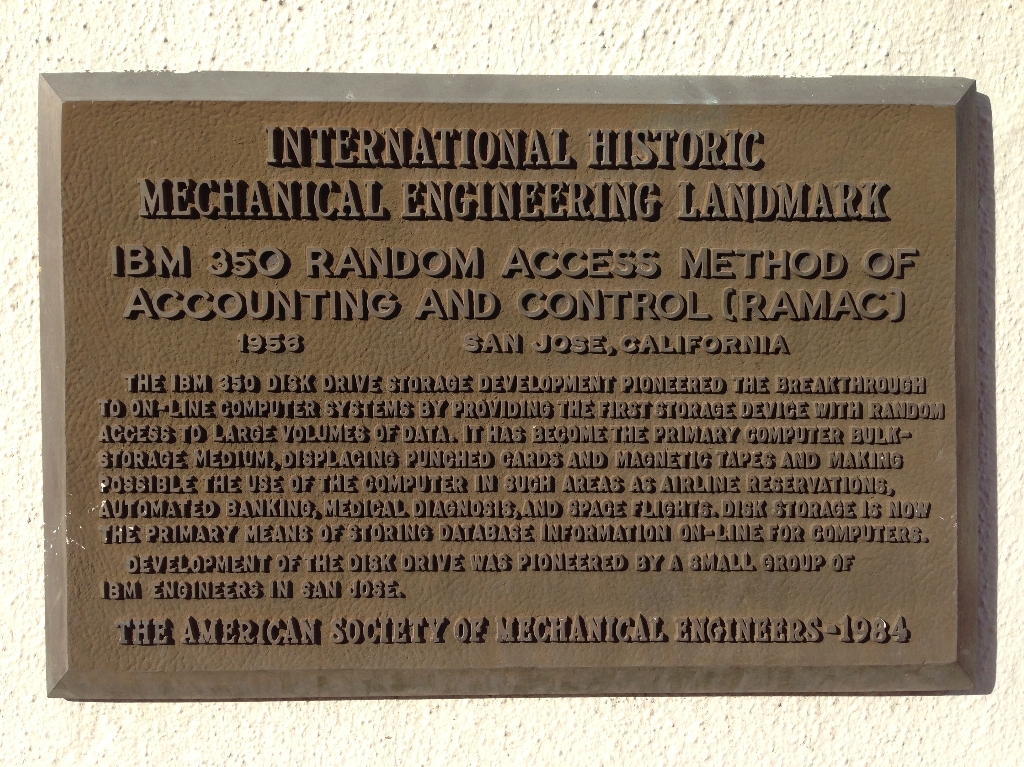 INTERNATIONAL HISTORIC
MECHANICAL ENGINEERING LANDMARK
IBM 350 RANDOM ACCESS METHOD OF
ACCOUNTING AND CONTROL (RAMAC)
1956 SAN JOSE, CALIFORNIA
THE IBM 350 DISK DRIVE STORAGE DEVELOPMENT PIONEERED THE BREAKTHROUGH
TO ON-LINE COMPUTER SYSTEMS BY PROVIDING THE FIRST STORAGE DEVICE WITH RANDOM
ACCESS TO LARGE VOLUMES OF DATA. IT HAS BECOME THE PRIMARY COMPUTER BULK-
STORAGE MEDIUM, DISPLACING PUNCHED CARDS AND MAGNETIC TAPES AND MAKING
POSSIBLE THE USE OF THE COMPUTER IN SUCH AREAS AS AIRLINE RESERVATIONS,
AUTOMATED BANKING, MEDICAL DIAGNOSIS, AND SPACE FLIGHTS. DISK STORAGE IS NOW
THE PRIMARY MEANS OF STORING DATABASE INFORMATION ON-LINE FOR COMPUTERS.
DEVELOPMENT OF THE DISK DRIVE WAS PIONEERED BY A SMALL GROUP OF
IBM ENGINEERS IN SAN JOSE.
THE AMERICAN SOCIETY OF MECHANICAL ENGINEERS-1984